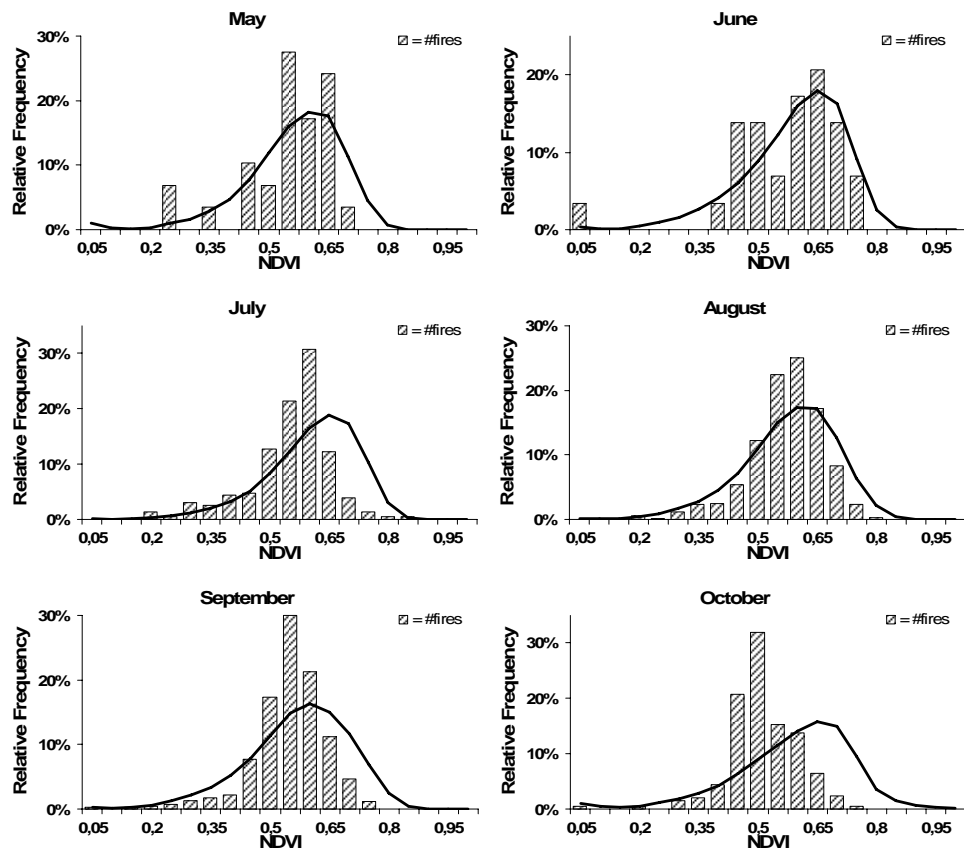 May
= #fires
30%
20%
10%
0%
Relative Frequency
0,05 0,2 0,35 0,5 0,65 0,8 0,95
NDVI
June
= #fires
20%
10%
0%
Relative Frequency
0,05 0,2 0,35 0,5 0,65 0,8 0,95
NDVI
July
= #fires
30%
20%
10%
0%
Relative Frequency
0,05 0,2 0,35 0,5 0,65 0,8 0,95
NDVI
August
= #fires
30%
20%
10%
0%
Relative Frequency
0,05 0,2 0,35 0,5 0,65 0,8 0,95
NDVI
September
= #fires
30%
20%
10%
0%
Relative Frequency
0,05 0,2 0,35 0,5 0,65 0,8 0,95
NDVI
October
= #fires
30%
20%
10%
0%
Relative Frequency
0,05 0,2 0,35 0,5 0,65 0,8 0,95
NDVI